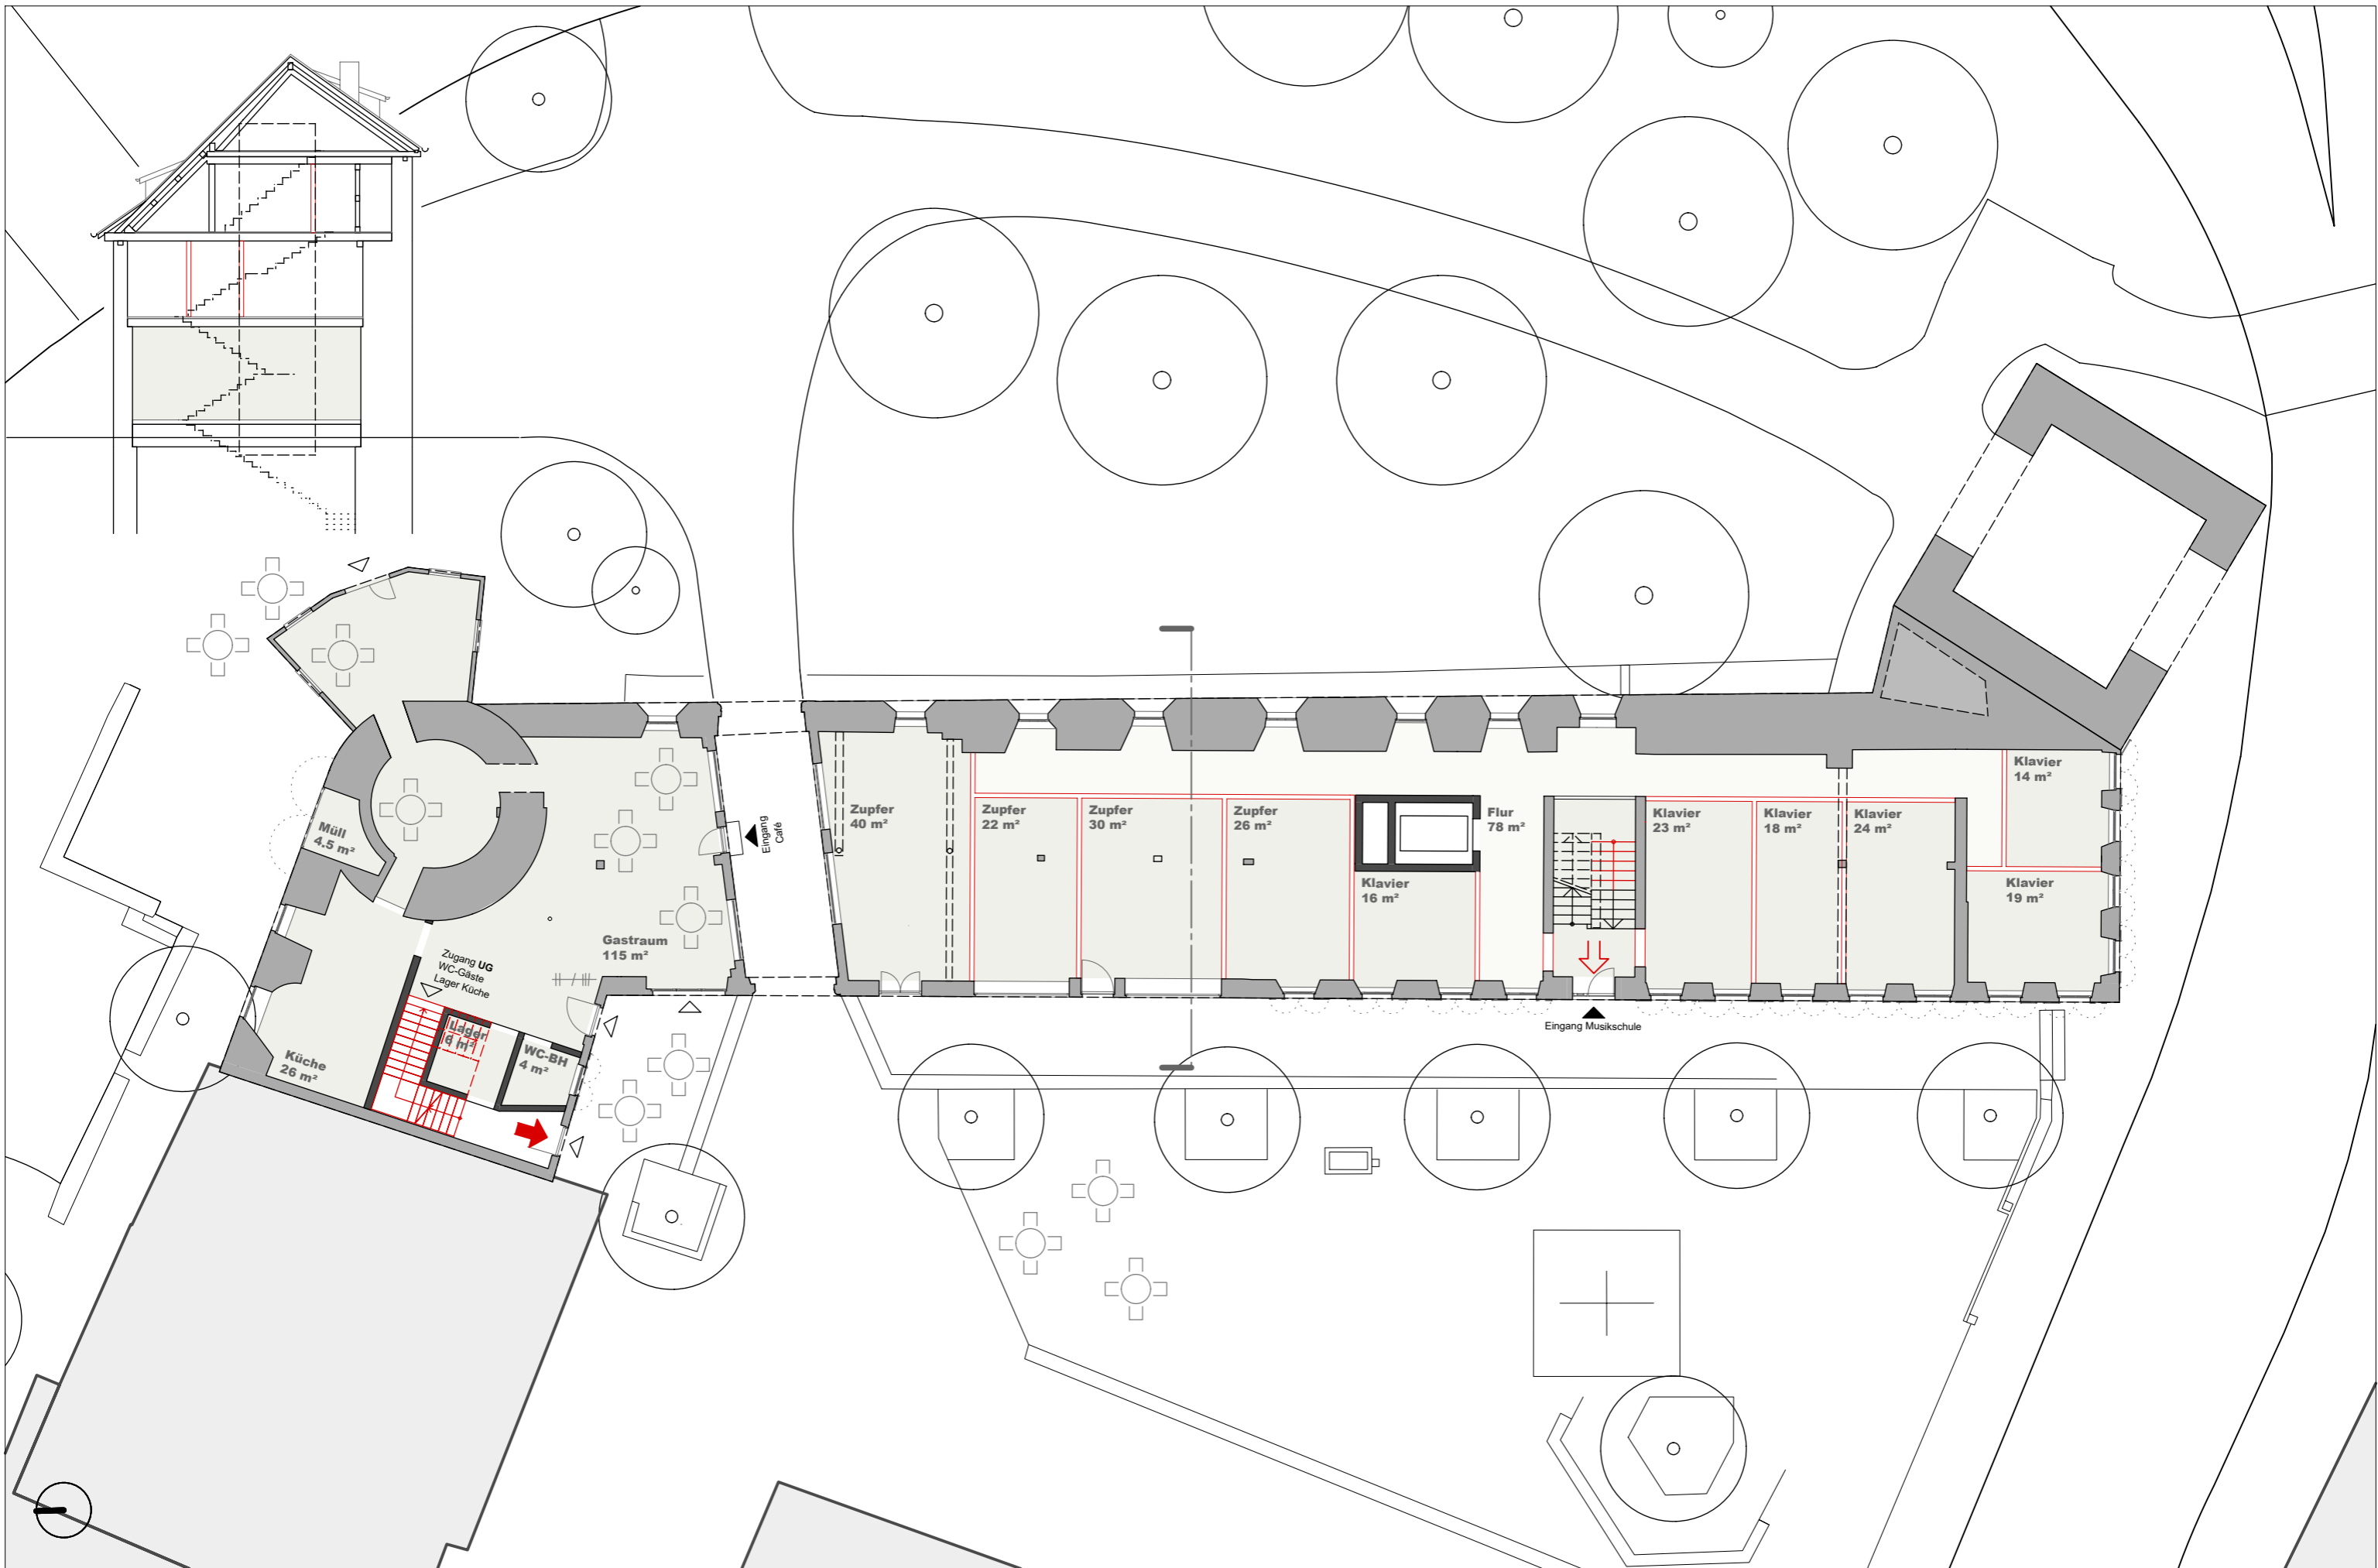 Klavier
14 m²
Zupfer
40 m²
Zupfer
22 m²
Zupfer
30 m²
Zupfer
26 m²
Flur
78 m²
Klavier
23 m²
Klavier
18 m²
Klavier
24 m²
Klavier
16 m²
Klavier
19 m²
Müll
4.5 m²
Eingang
Café
Gastraum
115 m²
Zugang UG
WC-Gäste
Lager Küche
Lager
6 m²
WC-BH
4 m²
Küche
26 m²
Eingang Musikschule